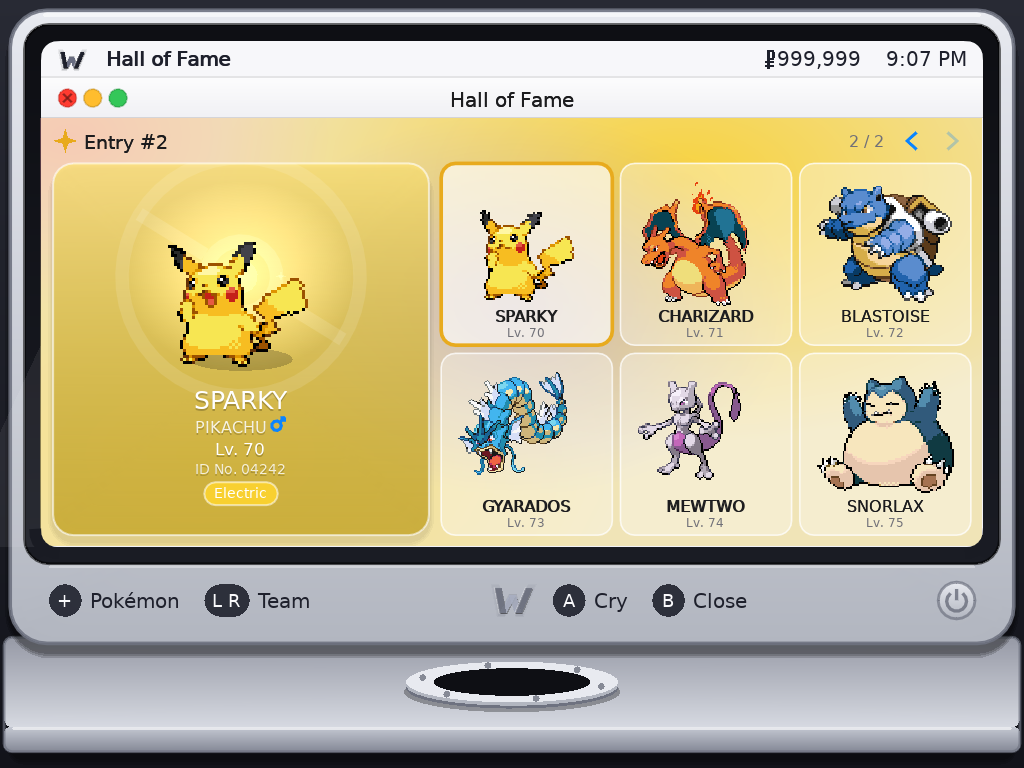 W Hall of Fame ₽999,999 9:07 PM
Hall of Fame
Entry #2 2 / 2
SPARKY
PIKACHU ♂
Lv. 70
ID No. 04242
Electric
SPARKY
Lv. 70
CHARIZARD
Lv. 71
BLASTOISE
Lv. 72
GYARADOS
Lv. 73
MEWTWO
Lv. 74
SNORLAX
Lv. 75
+ Pokémon L R Team W A Cry B Close